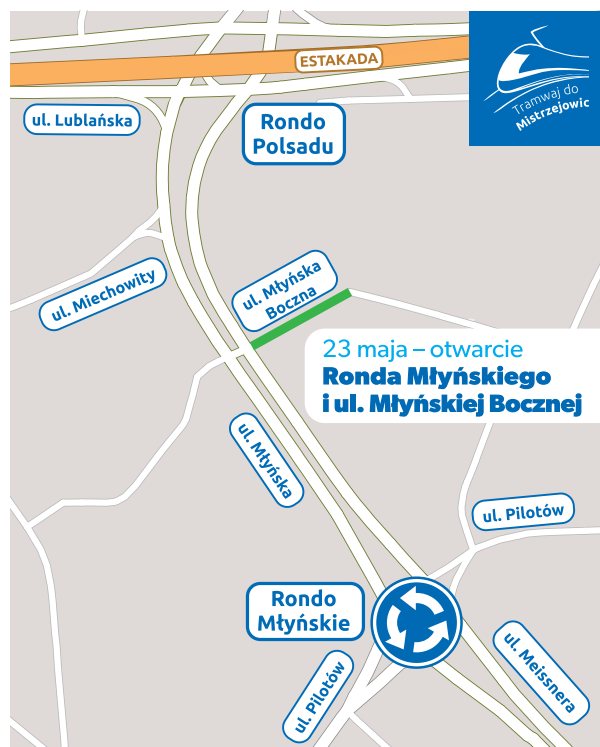 ESTAKADA
Tramwaj do
Mistrzejowic
ul. Lublańska
Rondo
Polsadu
ul. Miechowity
ul. Młyńska
Boczna
23 maja – otwarcie
Ronda Młyńskiego
i ul. Młyńskiej Bocznej
ul. Młyńska
ul. Pilotów
Rondo
Młyńskie
ul. Pilotów
ul. Meissnera